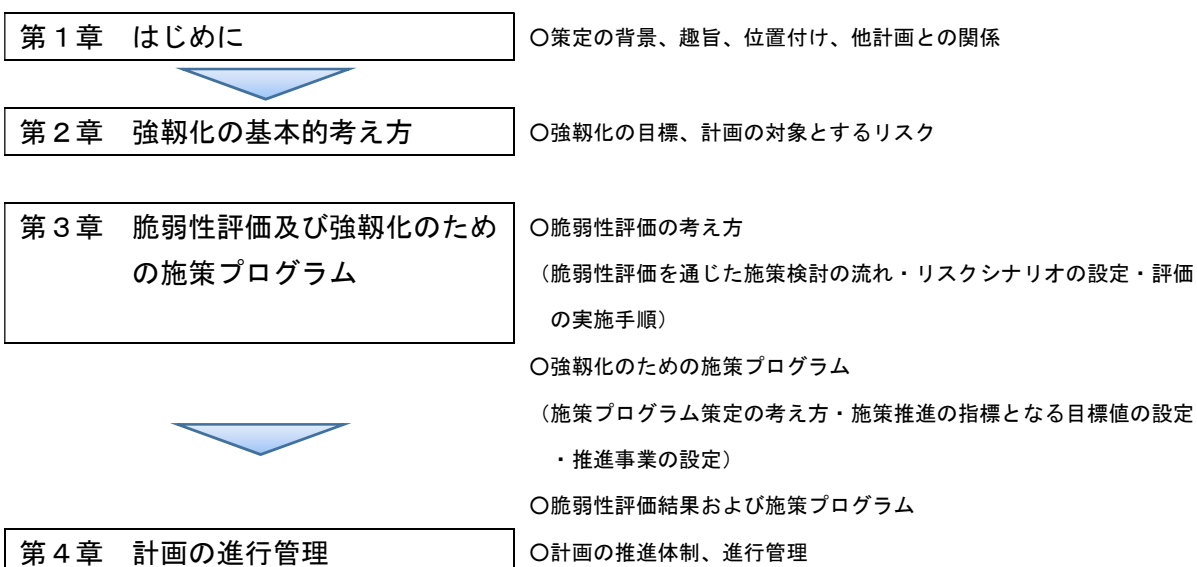 第１章　はじめに
〇策定の背景、趣旨、位置付け、他計画との関係
第２章　強靱化の基本的考え方
〇強靱化の目標、計画の対象とするリスク
第３章　脆弱性評価及び強靱化のため
の施策プログラム
〇脆弱性評価の考え方
（脆弱性評価を通じた施策検討の流れ・リスクシナリオの設定・評価
の実施手順）
〇強靱化のための施策プログラム
（施策プログラム策定の考え方・施策推進の指標となる目標値の設定
・推進事業の設定）
〇脆弱性評価結果および施策プログラム
第４章　計画の進行管理
〇計画の推進体制、進行管理